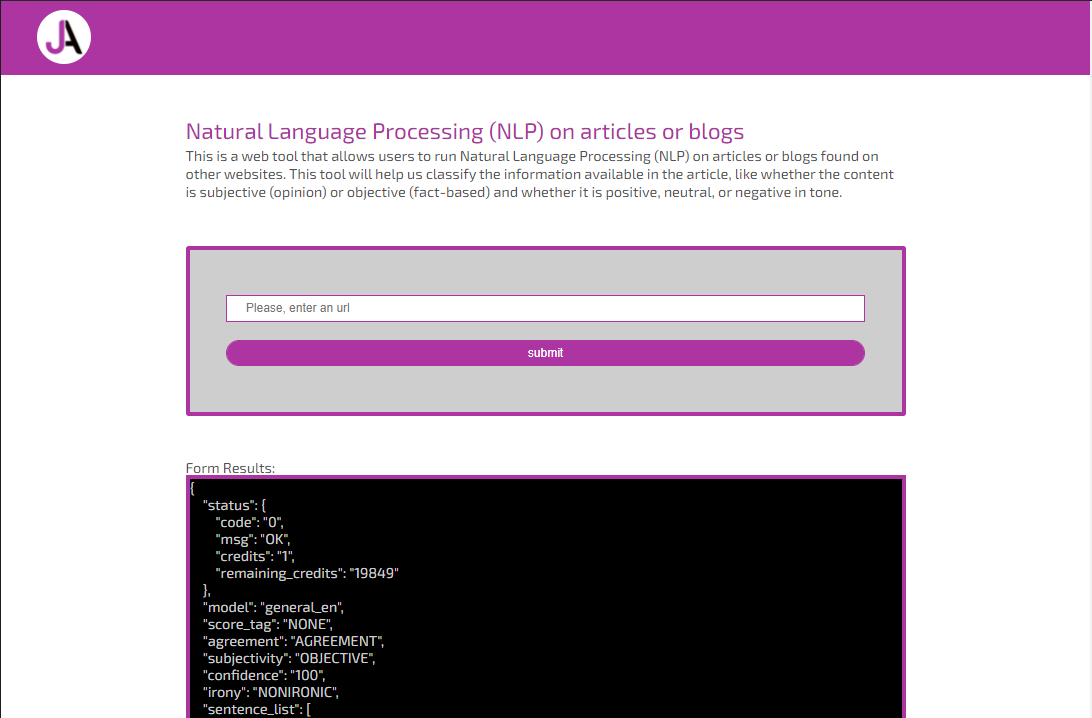 JA
Natural Language Processing (NLP) on articles or blogs
This is a web tool that allows users to run Natural Language Processing (NLP) on articles or blogs found on
other websites. This tool will help us classify the information available in the article, like whether the content
is subjective (opinion) or objective (fact-based) and whether it is positive, neutral, or negative in tone.
Please, enter an url
submit
Form Results:
{
"status": {
"code": "0",
"msg": "OK",
"credits": "1",
"remaining_credits": "19849"
},
"model": "general_en",
"score_tag": "NONE",
"agreement": "AGREEMENT",
"subjectivity": "OBJECTIVE",
"confidence": "100",
"irony": "NONIRONIC",
"sentence_list": [